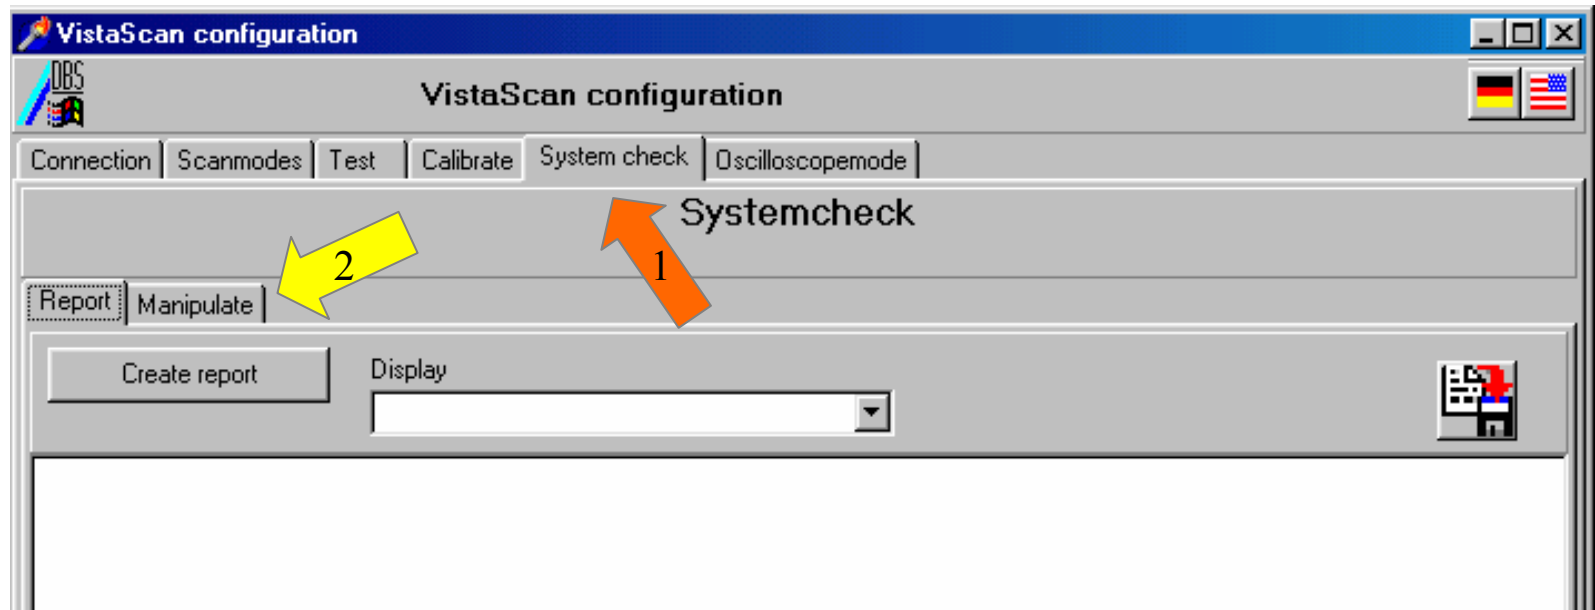 VistaScan configuration
DBS
VistaScan configuration
Connection Scanmodes Test Calibrate System check Oscilloscopemode
Systemcheck
2 1
Report Manipulate
Create report Display